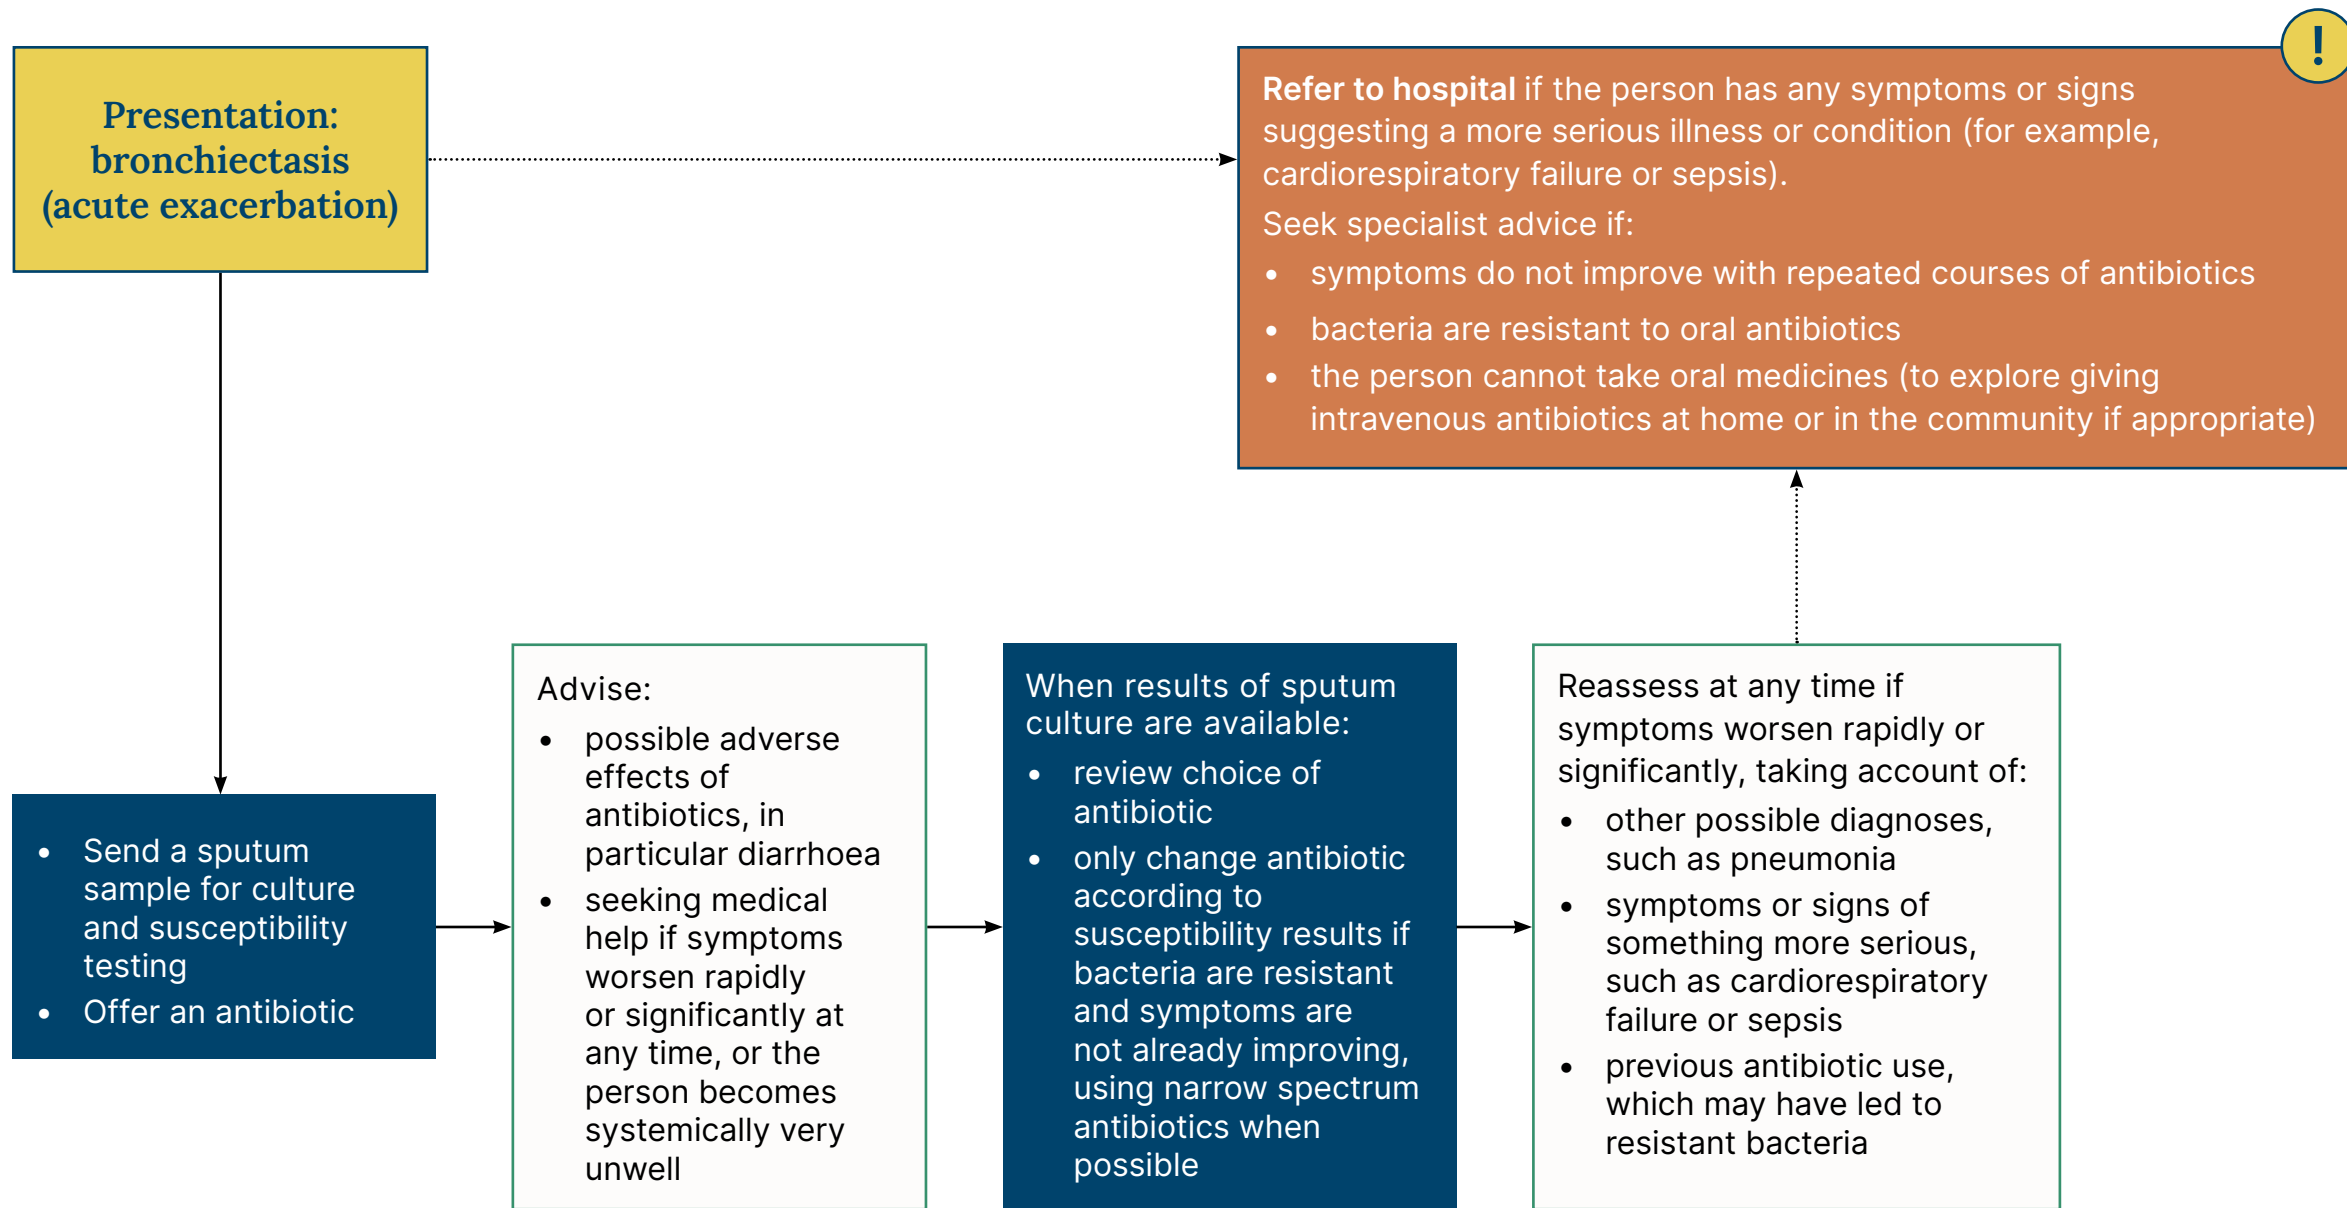 Presentation:
bronchiectasis
(acute exacerbation)
!
Refer to hospital if the person has any symptoms or signs
suggesting a more serious illness or condition (for example,
cardiorespiratory failure or sepsis).
Seek specialist advice if:
• symptoms do not improve with repeated courses of antibiotics
• bacteria are resistant to oral antibiotics
• the person cannot take oral medicines (to explore giving
intravenous antibiotics at home or in the community if appropriate)
• Send a sputum
sample for culture
and susceptibility
testing
• Offer an antibiotic
Advise:
• possible adverse
effects of
antibiotics, in
particular diarrhoea
• seeking medical
help if symptoms
worsen rapidly
or significantly at
any time, or the
person becomes
systemically very
unwell
When results of sputum
culture are available:
• review choice of
antibiotic
• only change antibiotic
according to
susceptibility results if
bacteria are resistant
and symptoms are
not already improving,
using narrow spectrum
antibiotics when
possible
Reassess at any time if
symptoms worsen rapidly or
significantly, taking account of:
• other possible diagnoses,
such as pneumonia
• symptoms or signs of
something more serious,
such as cardiorespiratory
failure or sepsis
• previous antibiotic use,
which may have led to
resistant bacteria